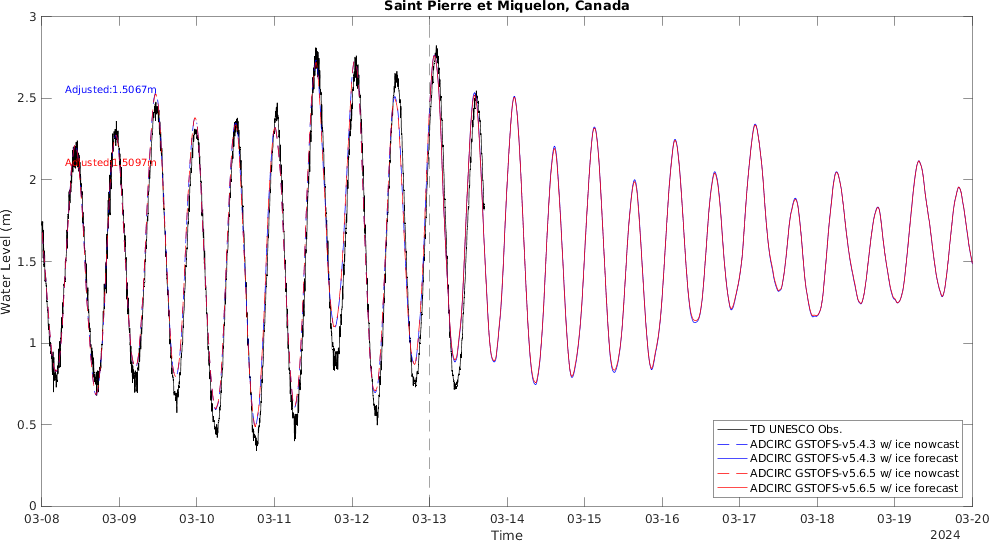 Saint Pierre et Miquelon, Canada
3
2.5
2
1.5
1
0.5
0
Water Level (m)
Adjusted:1.5067m
Adjusted:1.5097m
TD UNESCO Obs.
ADCIRC GSTOFS-v5.4.3 w/ ice nowcast
ADCIRC GSTOFS-v5.4.3 w/ ice forecast
ADCIRC GSTOFS-v5.6.5 w/ ice nowcast
ADCIRC GSTOFS-v5.6.5 w/ ice forecast
03-08 03-09 03-10 03-11 03-12 03-13 03-14 03-15 03-16 03-17 03-18 03-19 03-20
Time
2024